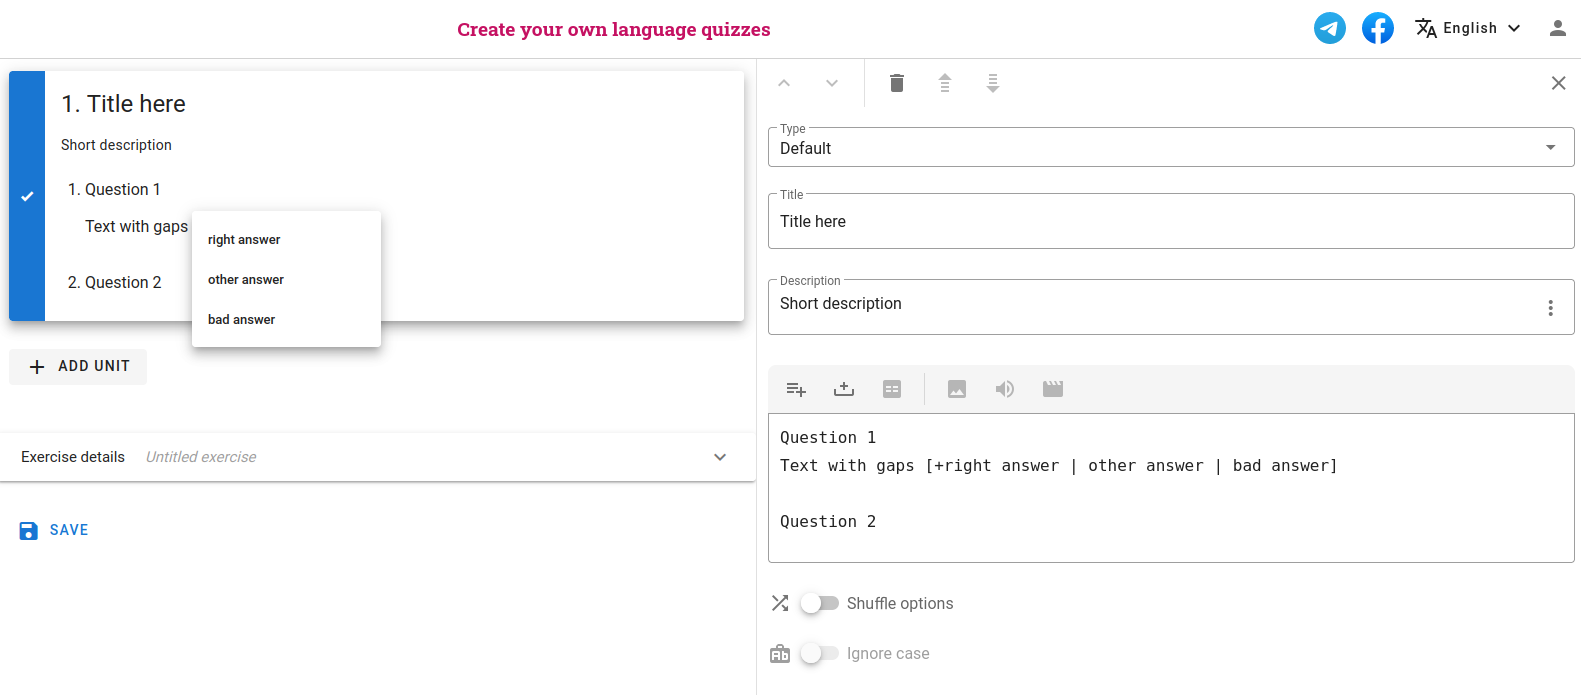 Create your own language quizzes
English
1. Title here
Short description
1. Question 1
Text with gaps
right answer
other answer
bad answer
2. Question 2
ADD UNIT
Exercise details Untitled exercise
SAVE
Type
Default
Title
Title here
Description
Short description
Question 1
Text with gaps [+right answer | other answer | bad answer]
Question 2
Shuffle options
Ab Ignore case